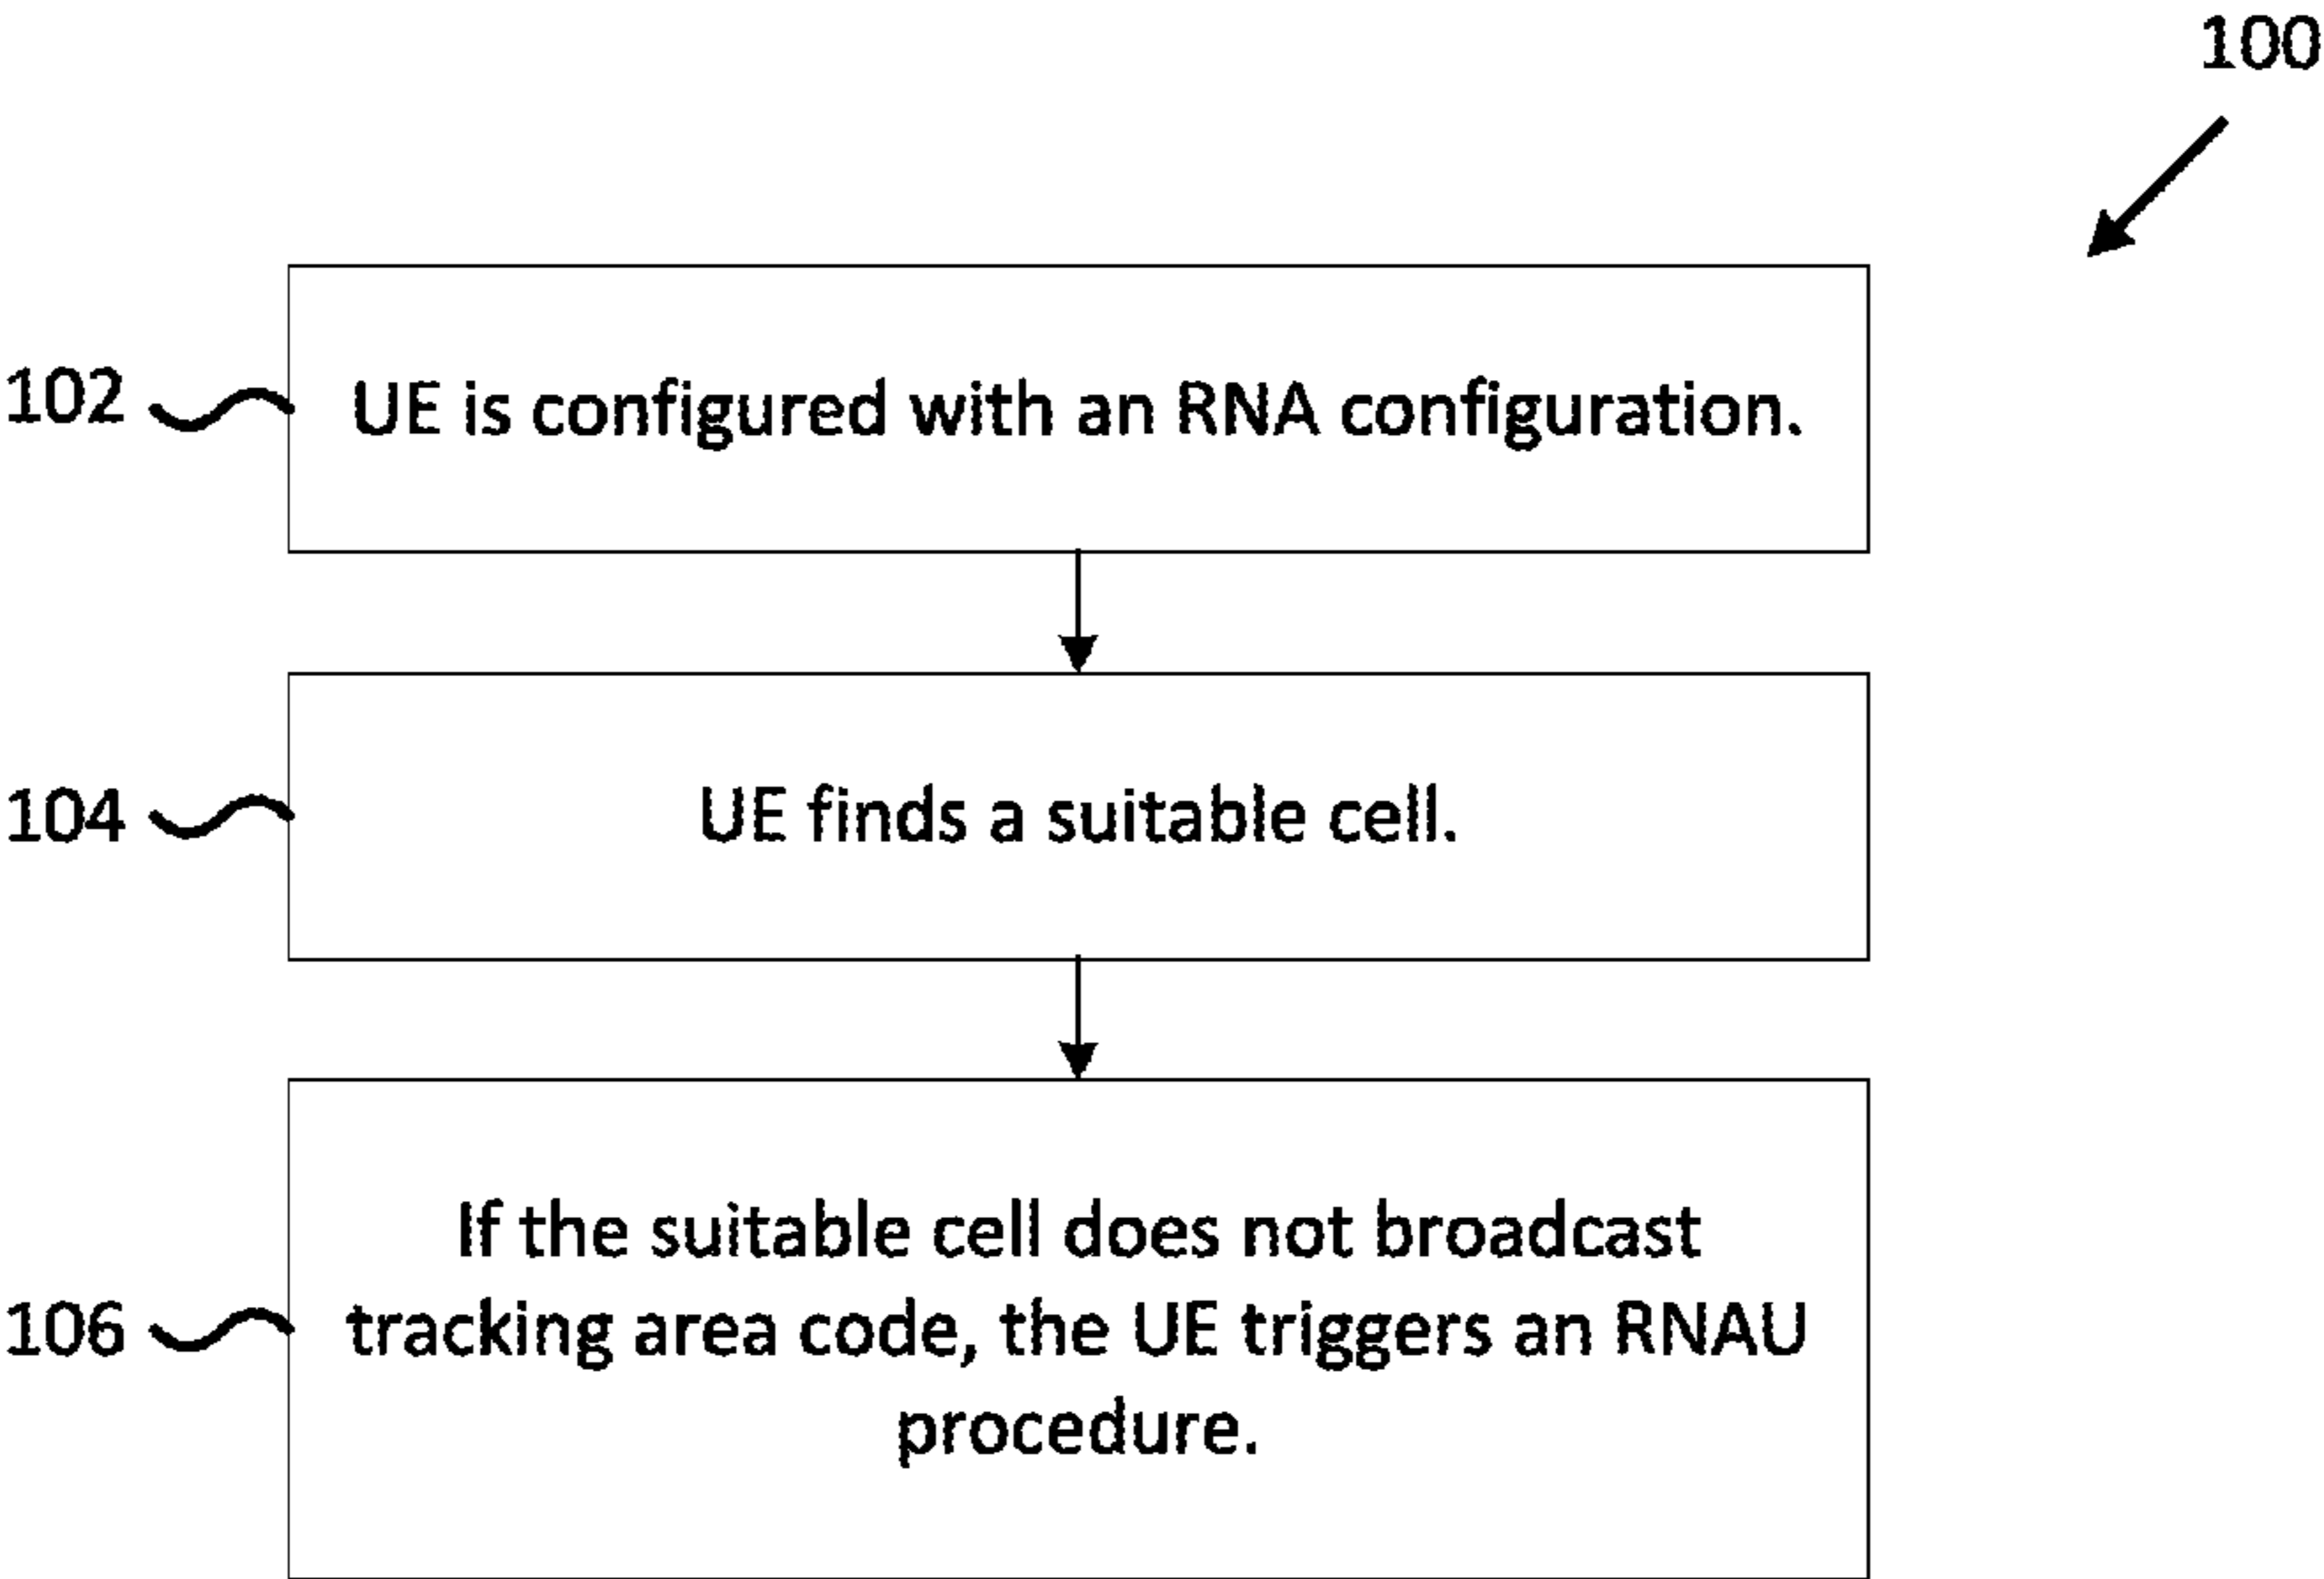 100
102
UE is configured with an RNA configuration.
104
UE finds a suitable cell.
106
If the suitable cell does not broadcast
tracking area code, the UE triggers an RNAU
procedure.